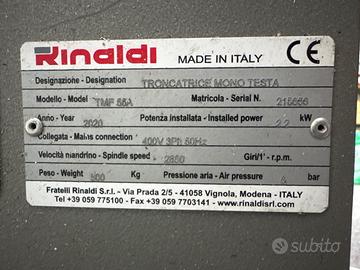 Rinaldi MADE IN ITALY CE
Designazione - Designation TRONCATRICE MONO TESTA
Modello - Model TMF 55A Matricola - Serial N. 215666
Anno - Year 2020 Potenza installata - Installed power 2.2 kW
Collegata - Mains connection 400V 3Ph 50Hz
Velocità mandrino - Spindle speed 2850 Giri/1' - r.p.m.
Peso - Weight Kg Pressione aria - Air pressure bar
Fratelli Rinaldi S.r.l. - Via Prada 2/5 - 41058 Vignola, Modena - ITALY
Tel +39 059 775100 - Fax +39 059 7703141 - www.rinaldisrl.com
subito